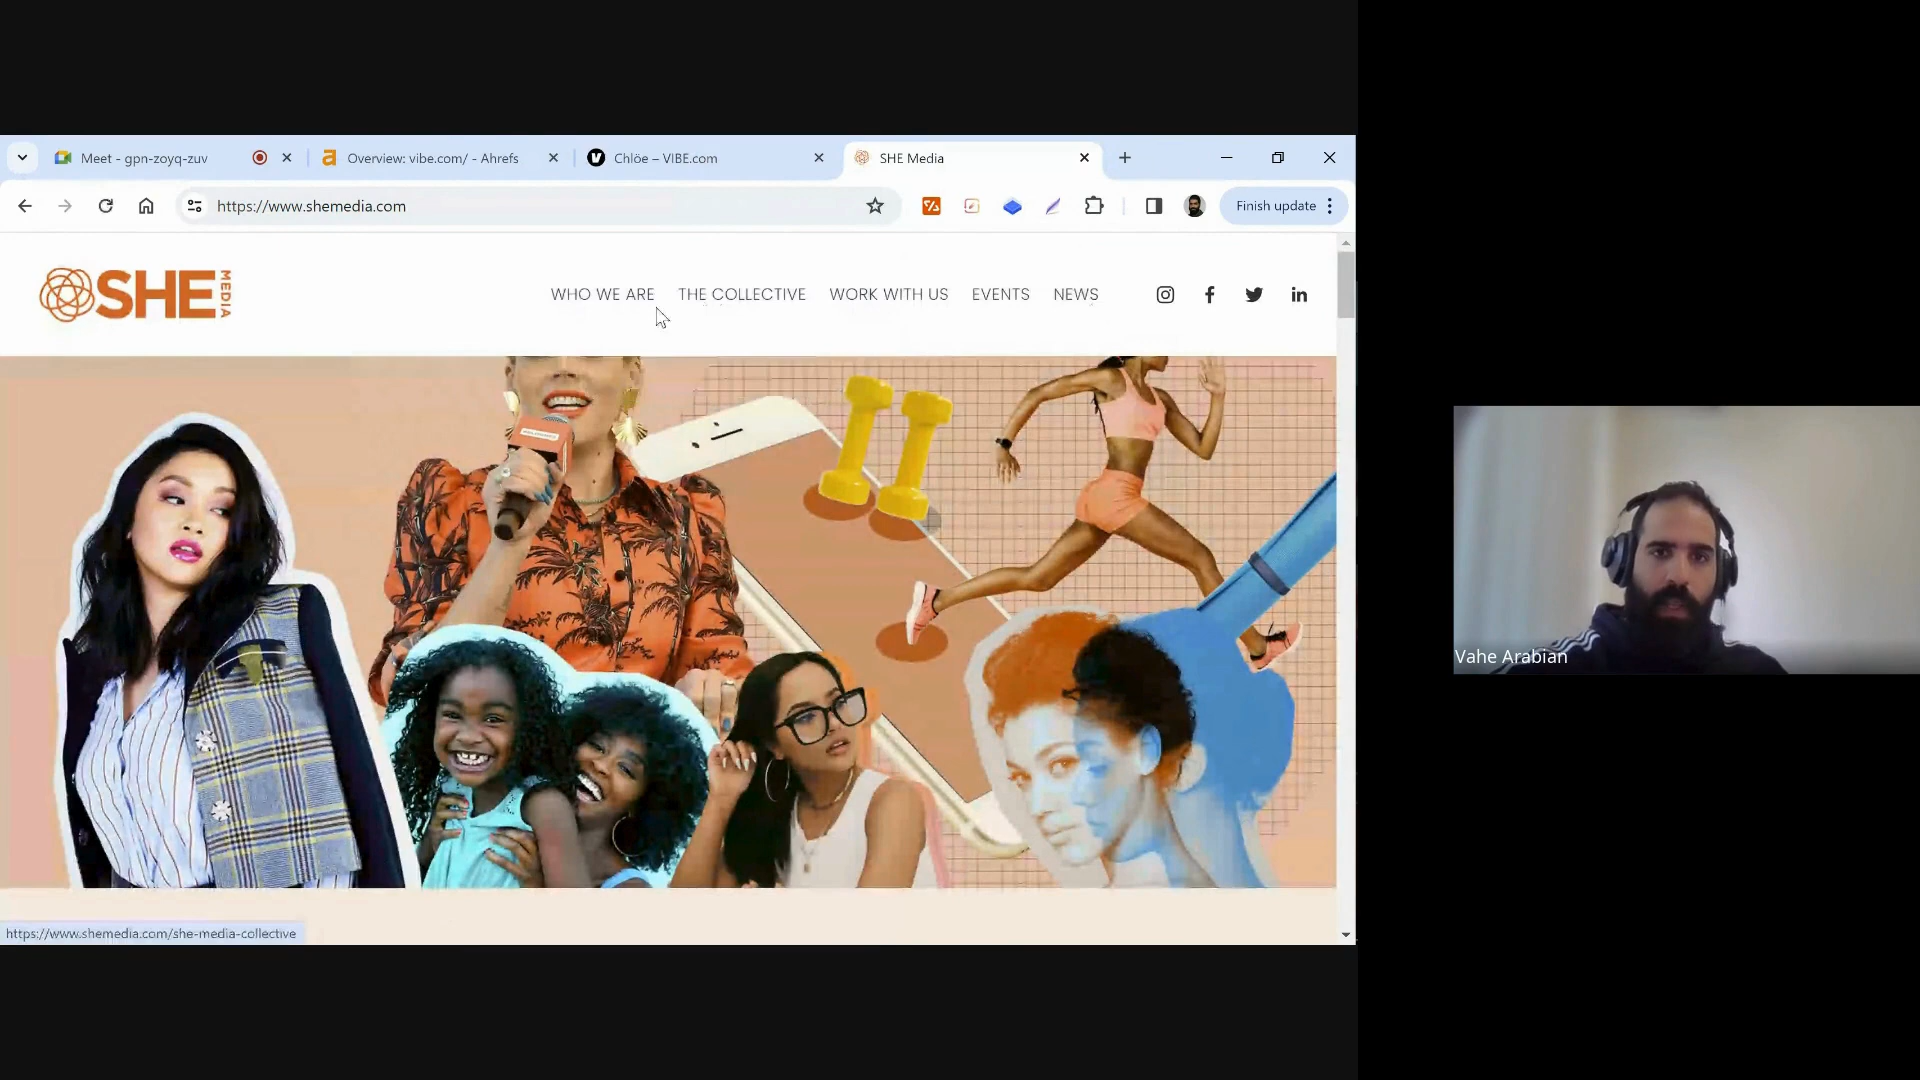 Meet - gpn-zoyq-zuv
Overview: vibe.com/ - Ahrefs
Chlöe – VIBE.com
SHE Media
https://www.shemedia.com
Finish update
SHE MEDIA
WHO WE ARE
THE COLLECTIVE
WORK WITH US
EVENTS
NEWS
Vahe Arabian
https://www.shemedia.com/she-media-collective